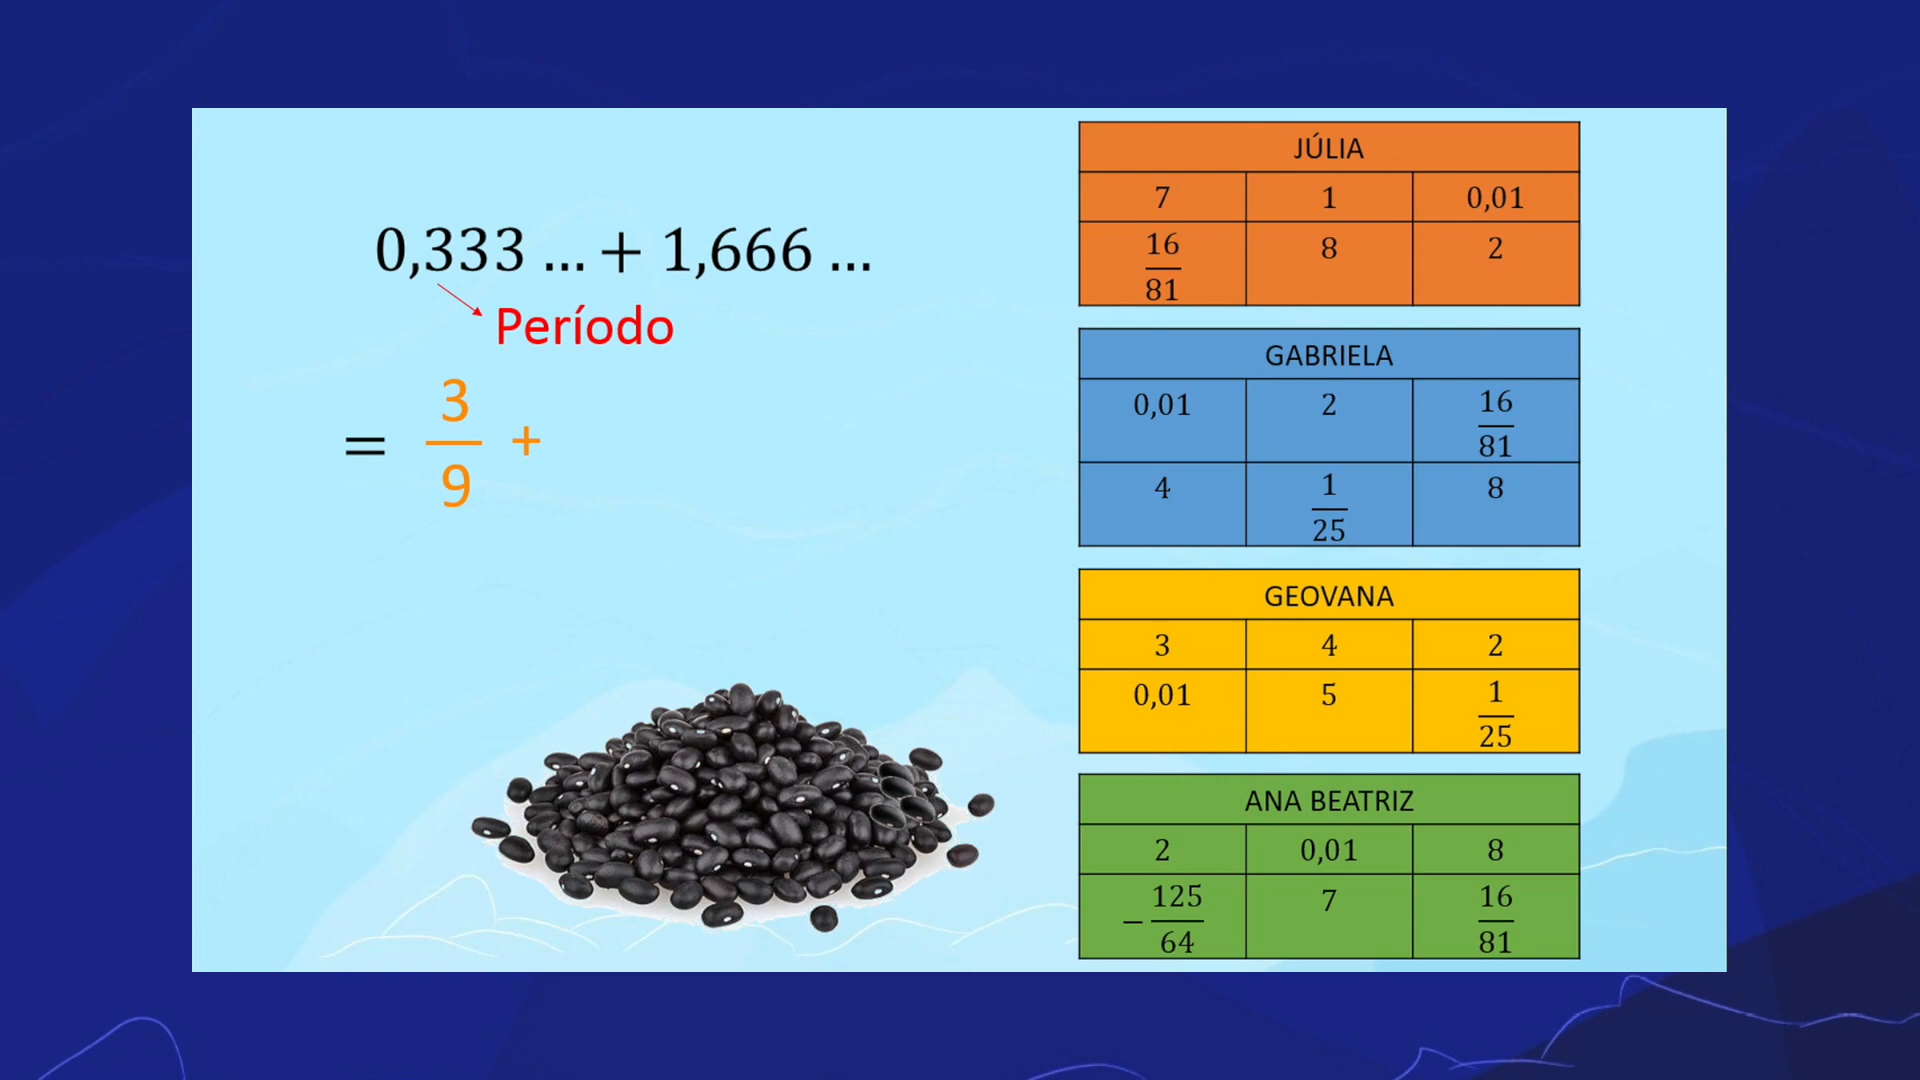 0,333 ... + 1,666 ...
Período
= 3/9 +
JÚLIA
7 1 0,01
16/81 8 2
GABRIELA
0,01 2 16/81
4 1/25 8
GEOVANA
3 4 2
0,01 5 1/25
ANA BEATRIZ
2 0,01 8
− 125/64 7 16/81